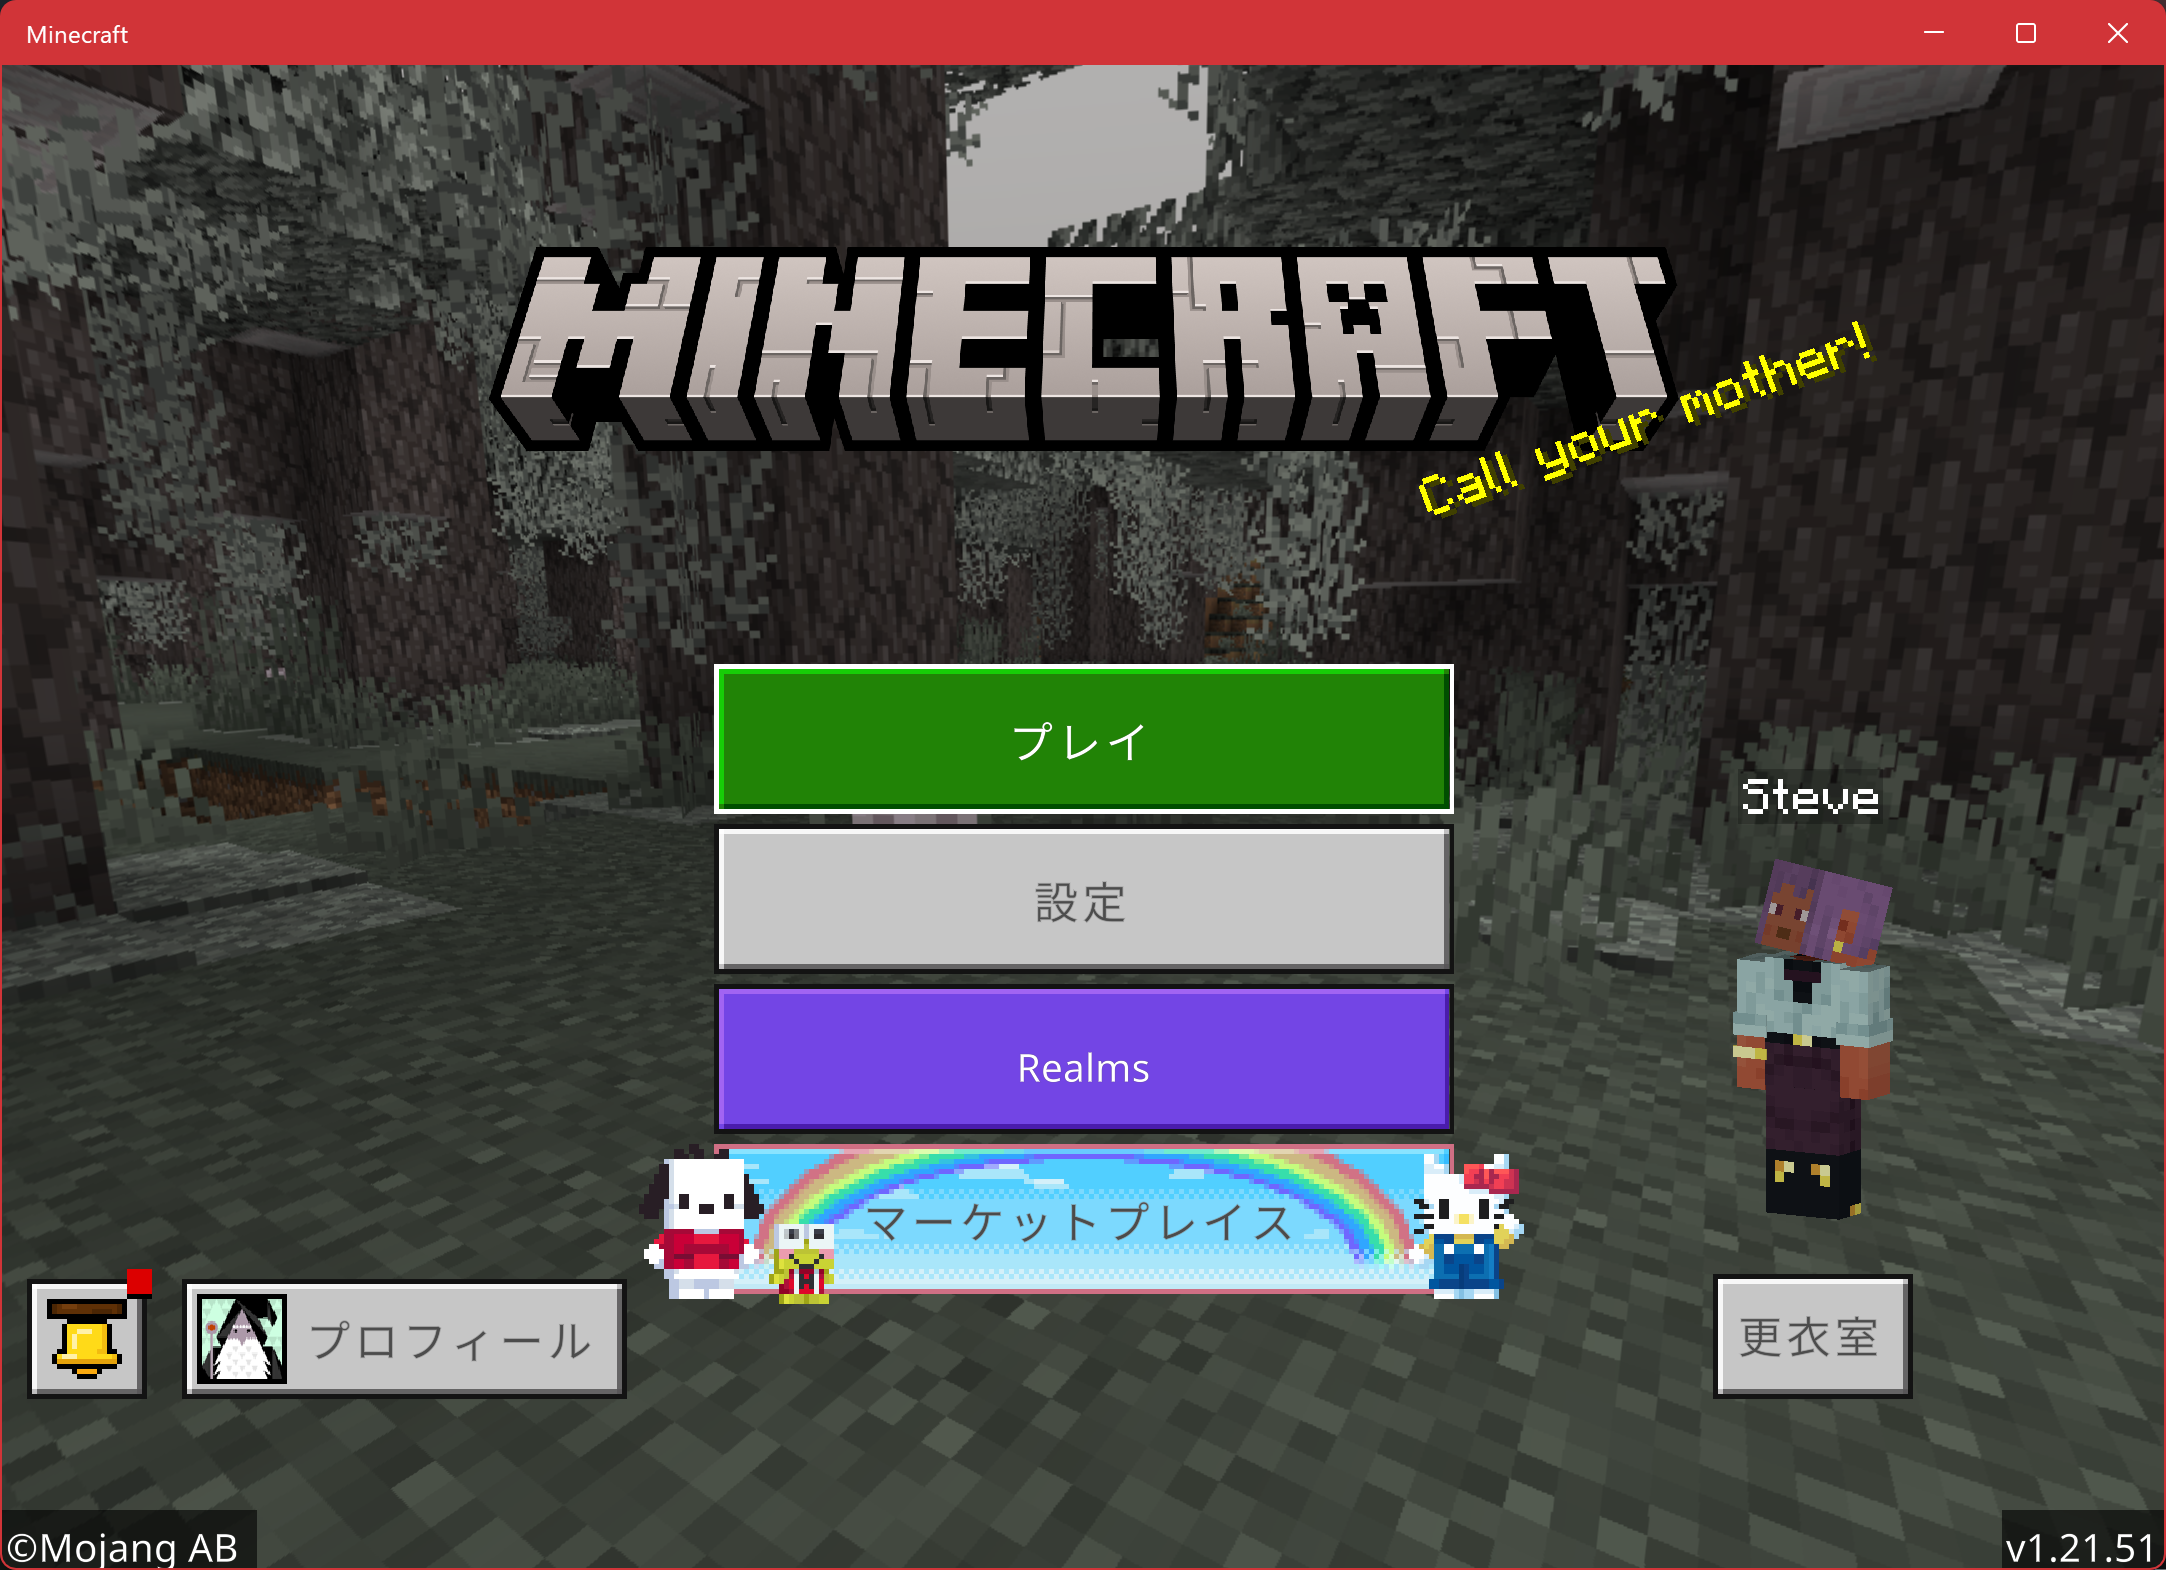 Minecraft
MINECRAFT
Call your mother!
プレイ
Steve
設定
Realms
マーケットプレイス
プロフィール
更衣室
©Mojang AB
v1.21.51